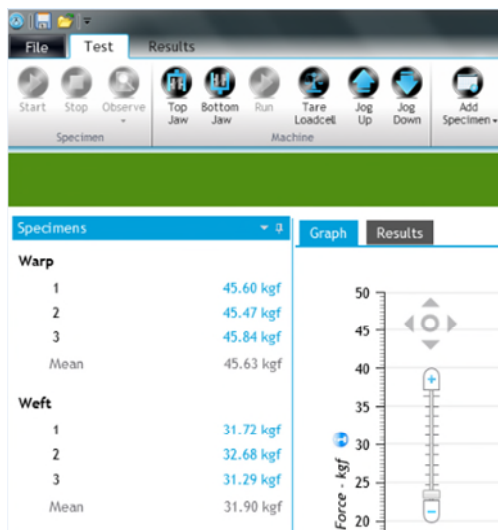 File Test Results
Start Stop Observe Top Jaw Bottom Jaw Run Tare Loadcell Jog Up Jog Down Add Specimen
Specimen Machine
Specimens
Graph Results
Warp
1 45.60 kgf
2 45.47 kgf
3 45.84 kgf
Mean 45.63 kgf
Weft
1 31.72 kgf
2 32.68 kgf
3 31.29 kgf
Mean 31.90 kgf
50
45
40
35
30
25
20
Force - kgf